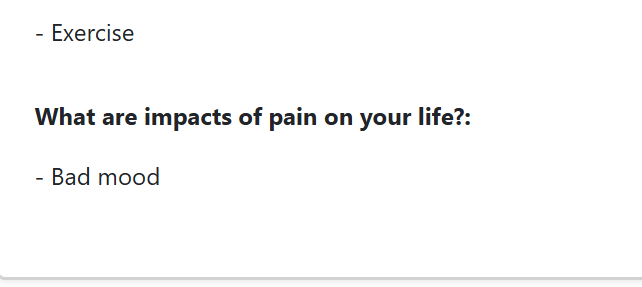 - Exercise
What are impacts of pain on your life?:
- Bad mood